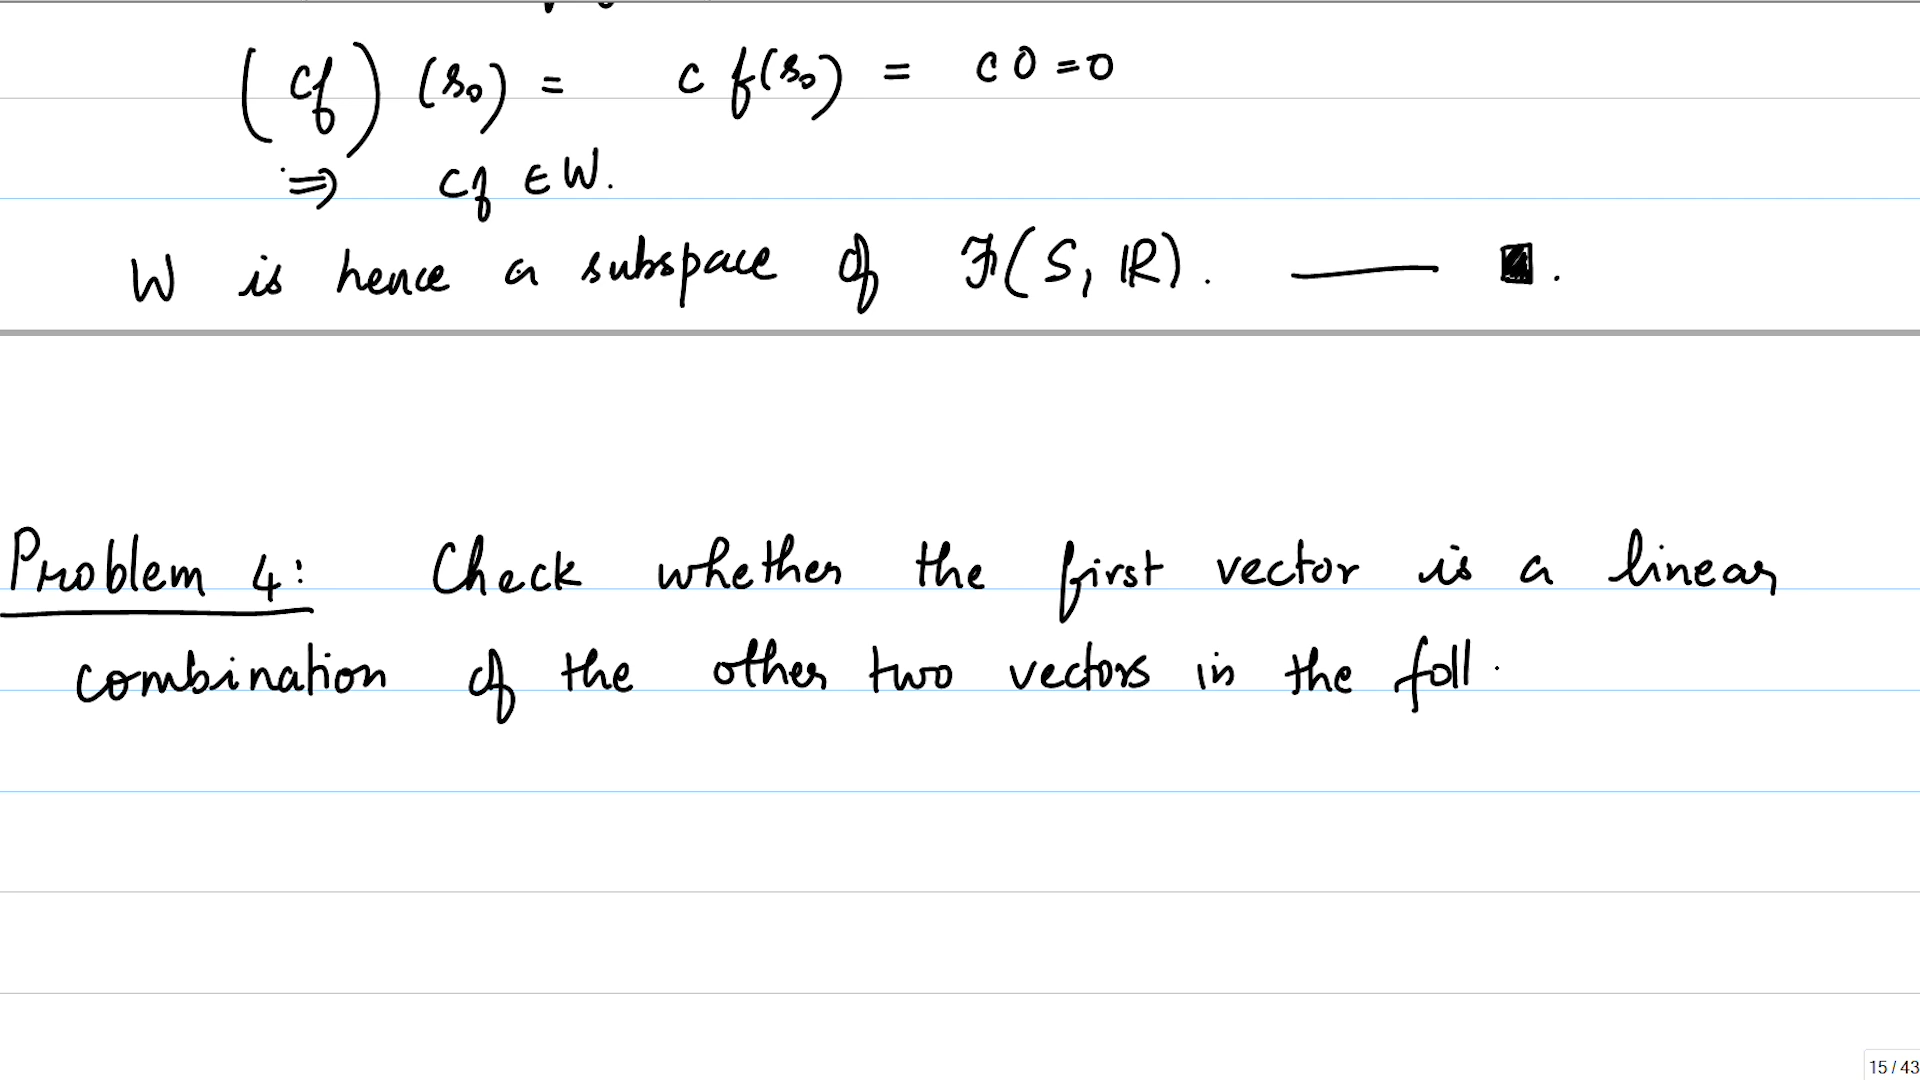 (cf) (s₀) = c f(s₀) = c 0 = 0
⇒ cf ∈ W.
W is hence a subspace of ℱ(S, ℝ). —— ■.
Problem 4: Check whether the first vector is a linear
combination of the other two vectors in the foll.
15 / 43